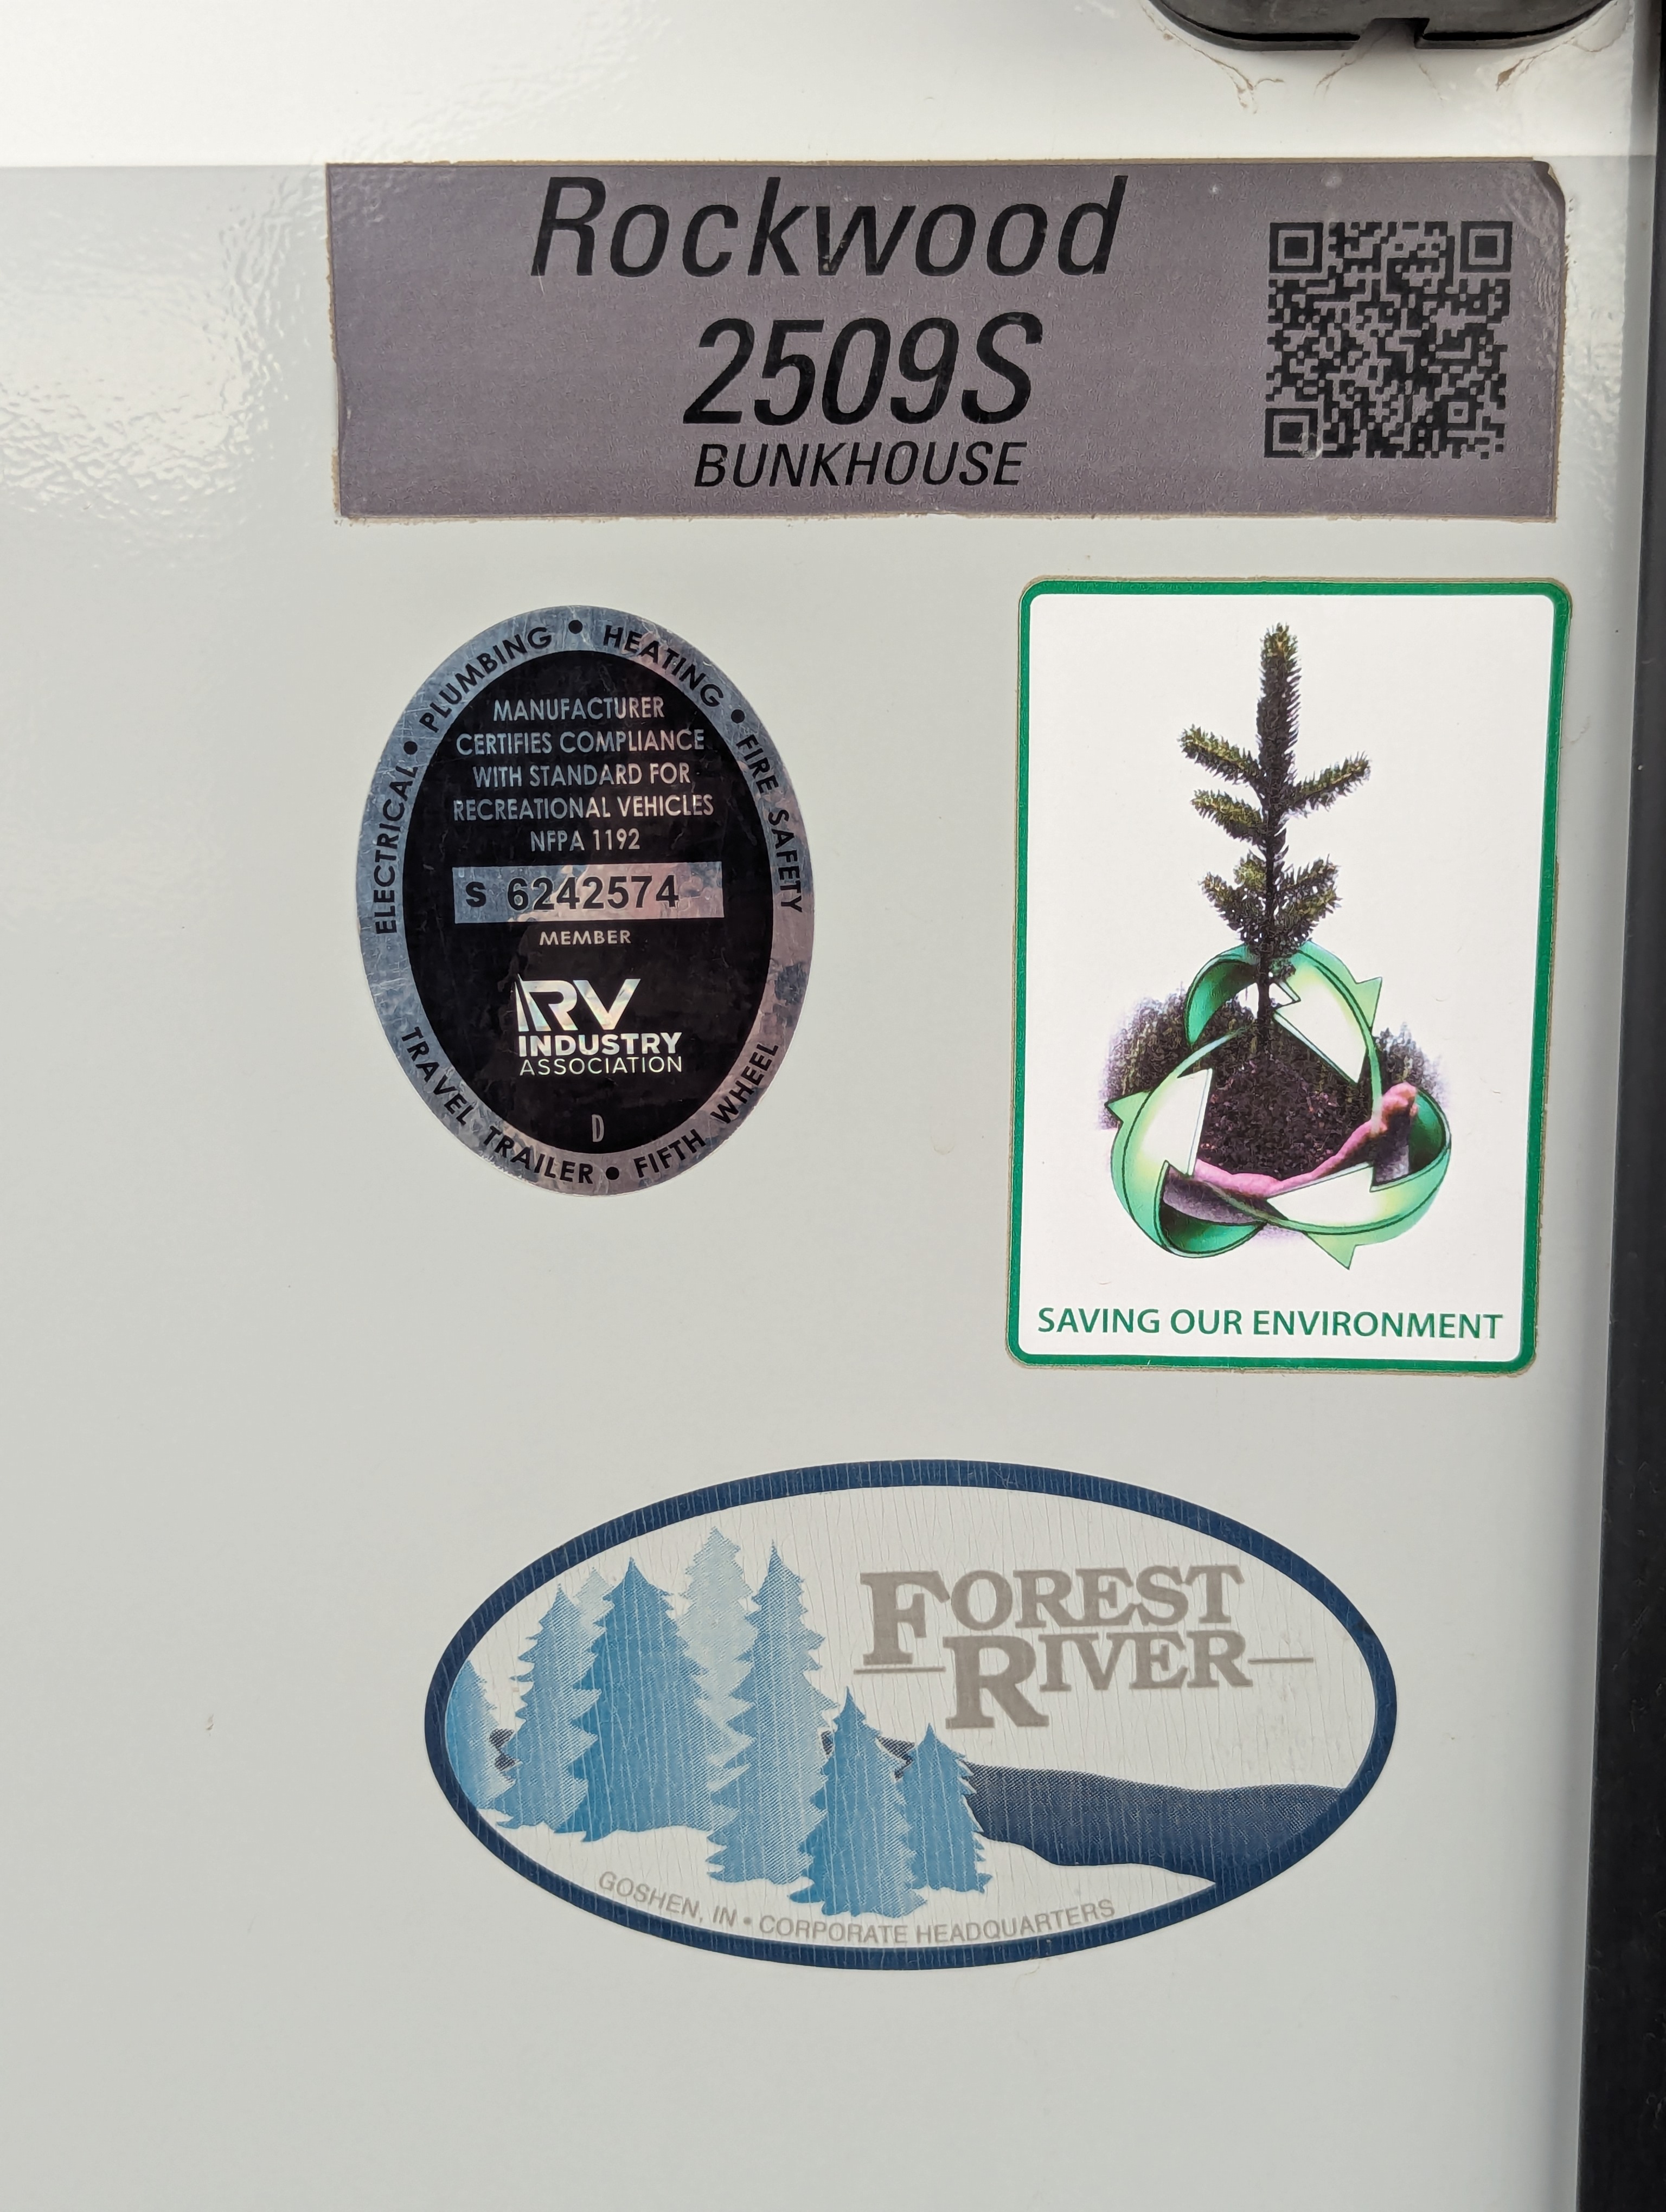 Rockwood
2509S
BUNKHOUSE
ELECTRICAL • PLUMBING • HEATING • FIRE SAFETY
MANUFACTURER
CERTIFIES COMPLIANCE
WITH STANDARD FOR
RECREATIONAL VEHICLES
NFPA 1192
S 6242574
MEMBER
RV
INDUSTRY
ASSOCIATION
D
TRAVEL TRAILER • FIFTH WHEEL
SAVING OUR ENVIRONMENT
FOREST
RIVER
GOSHEN, IN • CORPORATE HEADQUARTERS